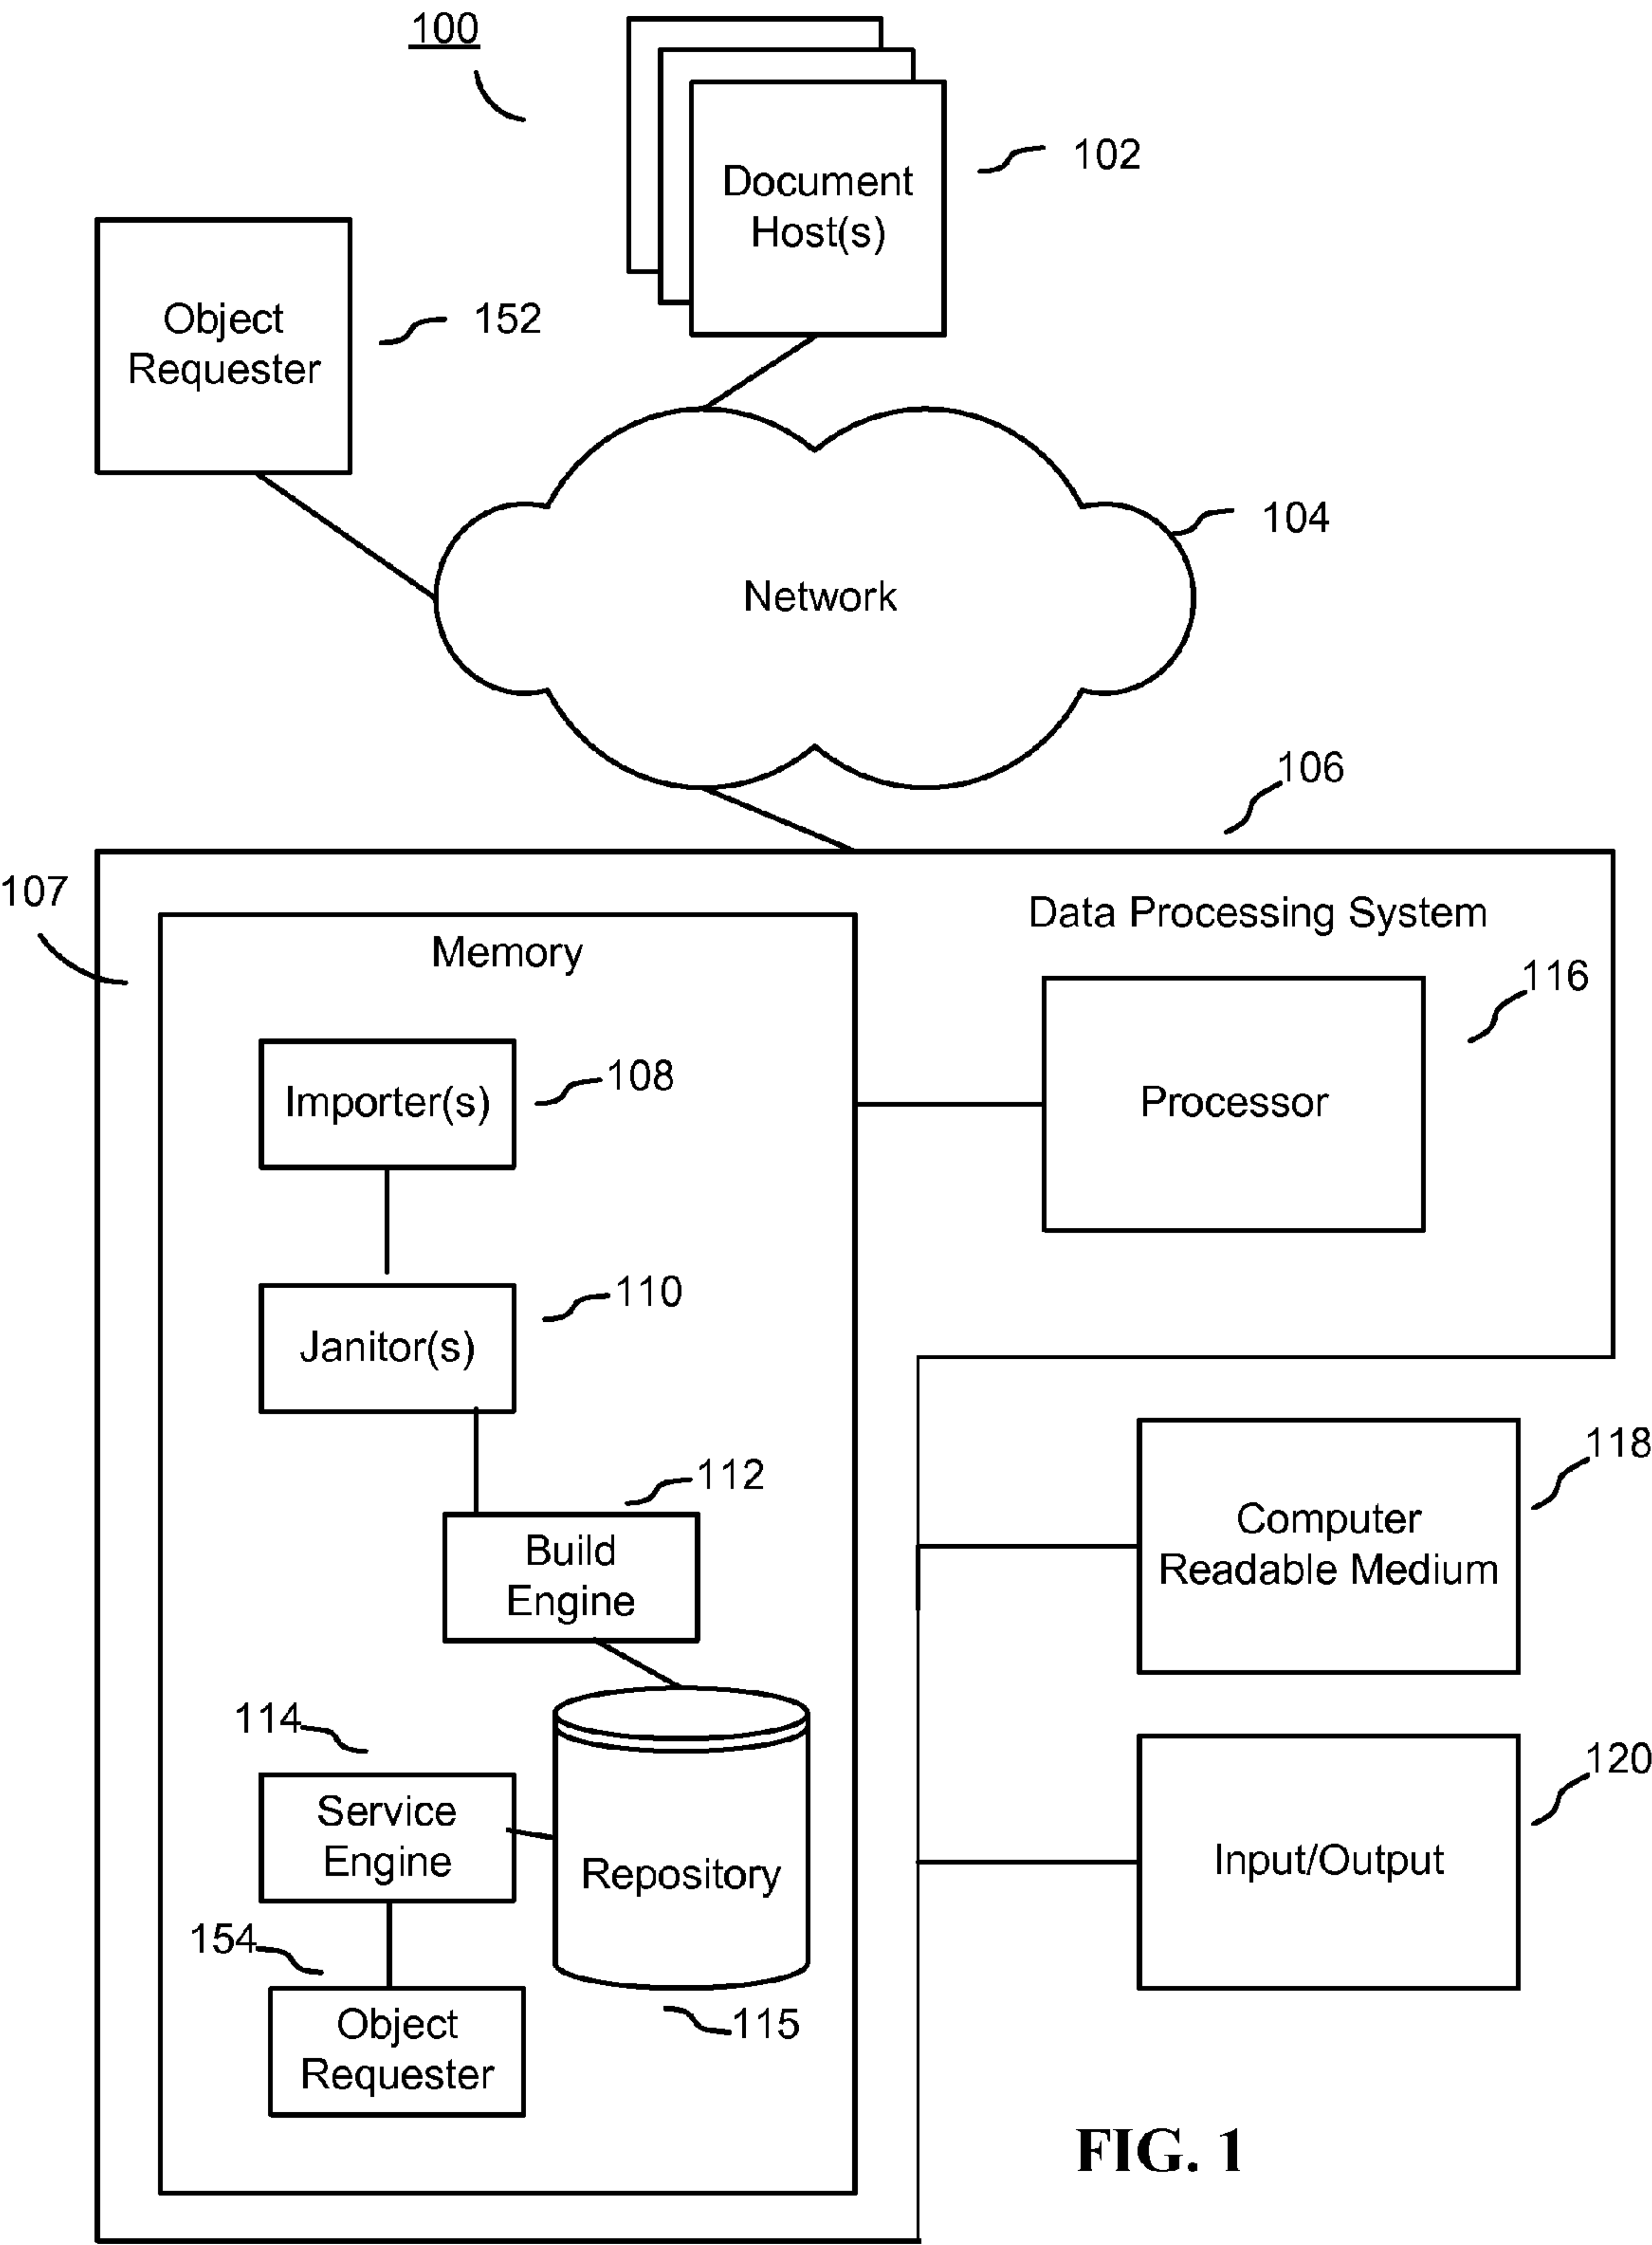 100
Document
Host(s)
102
Object
Requester
152
104
Network
106
107
Data Processing System
Memory
116
Importer(s)
108
Processor
110
Janitor(s)
118
112
Computer
Readable Medium
Build
Engine
114
120
Service
Engine
Repository
Input/Output
154
115
Object
Requester
FIG. 1